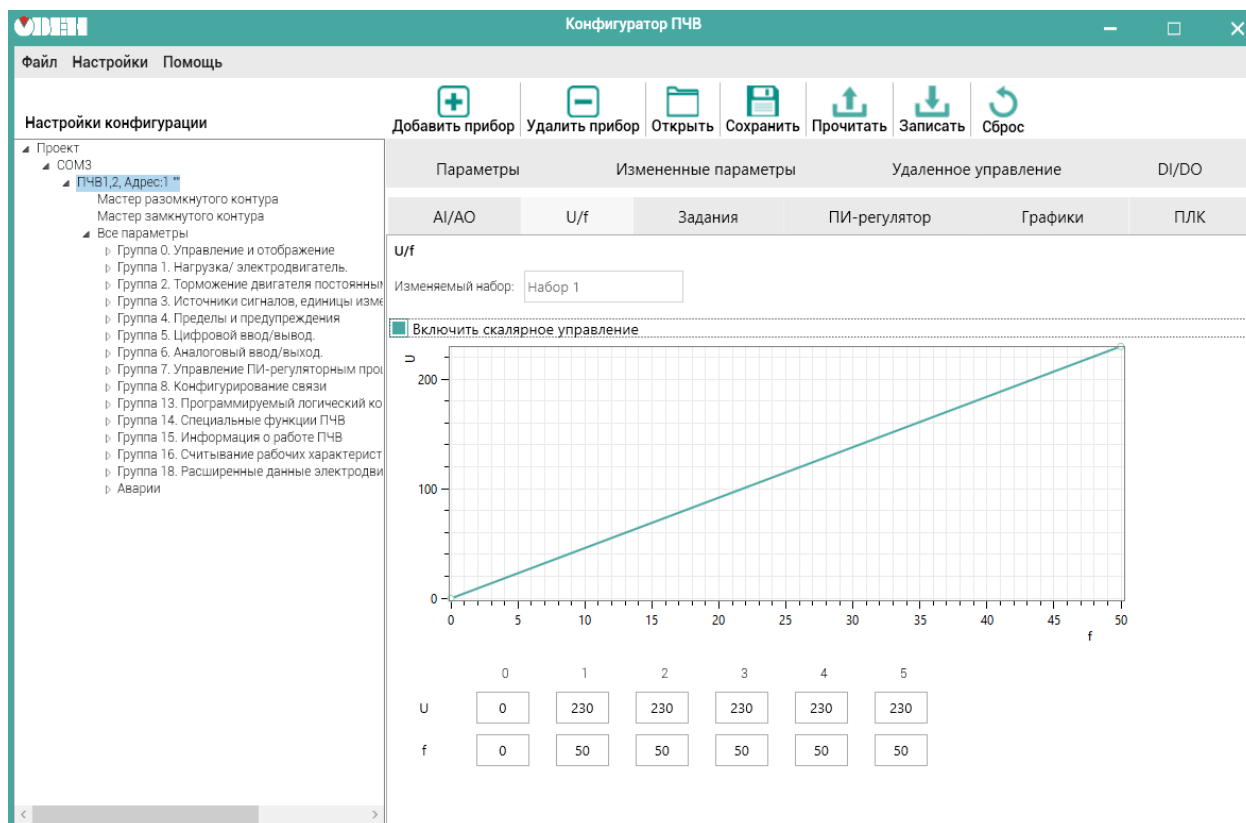 ОВЕН
Конфигуратор ПЧВ
Файл Настройки Помощь
Настройки конфигурации
Добавить прибор Удалить прибор Открыть Сохранить Прочитать Записать Сброс
Проект
COM3
ПЧВ1,2, Адрес:1 ""
Мастер разомкнутого контура
Мастер замкнутого контура
Все параметры
Группа 0. Управление и отображение
Группа 1. Нагрузка/ электродвигатель.
Группа 2. Торможение двигателя постоянным
Группа 3. Источники сигналов, единицы изме
Группа 4. Пределы и предупреждения
Группа 5. Цифровой ввод/вывод.
Группа 6. Аналоговый ввод/выход.
Группа 7. Управление ПИ-регуляторным проц
Группа 8. Конфигурирование связи
Группа 13. Программируемый логический ко
Группа 14. Специальные функции ПЧВ
Группа 15. Информация о работе ПЧВ
Группа 16. Считывание рабочих характерист
Группа 18. Расширенные данные электродви
Аварии
Параметры Измененные параметры Удаленное управление DI/DO
AI/AO U/f Задания ПИ-регулятор Графики ПЛК
U/f
Изменяемый набор: Набор 1
Включить скалярное управление
U
200
100
0
0 5 10 15 20 25 30 35 40 45 50
f
0 1 2 3 4 5
U 0 230 230 230 230 230
f 0 50 50 50 50 50